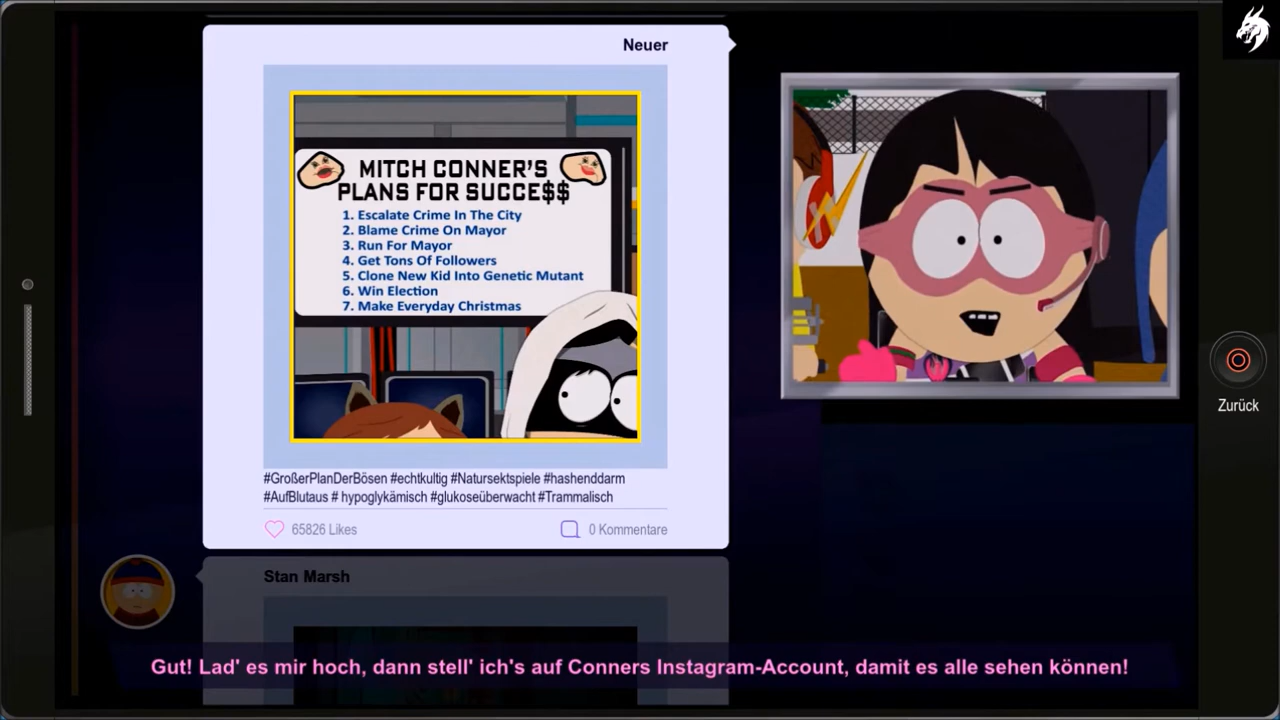 Neuer
MITCH CONNER'S
PLANS FOR SUCCE$$
1. Escalate Crime In The City
2. Blame Crime On Mayor
3. Run For Mayor
4. Get Tons Of Followers
5. Clone New Kid Into Genetic Mutant
6. Win Election
7. Make Everyday Christmas
#GroßerPlanDerBösen #echtkultig #Natursektspiele #hashenddarm
#AufBlutaus # hypoglykämisch #glukoseüberwacht #Trammalisch
65826 Likes
0 Kommentare
Zurück
Stan Marsh
Gut! Lad' es mir hoch, dann stell' ich's auf Conners Instagram-Account, damit es alle sehen können!